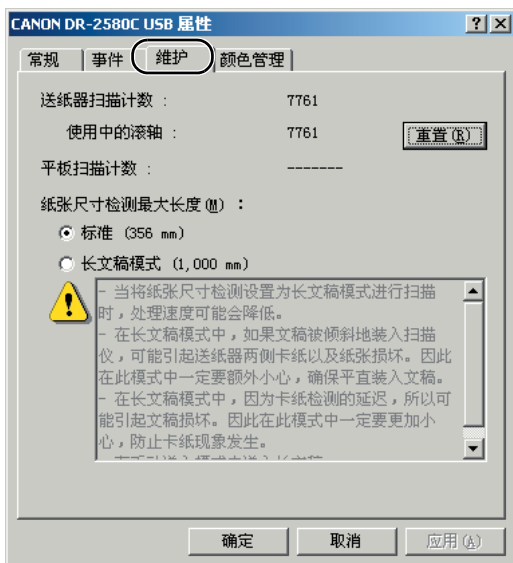 CANON DR-2580C USB 属性
常规 事件 维护 颜色管理
送纸器扫描计数 : 7761
使用中的滚轴 : 7761 重置(R)
平板扫描计数 : -------
纸张尺寸检测最大长度(M) :
标准 (356 mm)
长文稿模式 (1,000 mm)
- 当将纸张尺寸检测设置为长文稿模式进行扫描
时，处理速度可能会降低。
- 在长文稿模式中，如果文稿被倾斜地装入扫描
仪，可能引起送纸器两侧卡纸以及纸张损坏。因此
在此模式中一定要额外小心，确保平直装入文稿。
- 在长文稿模式中，因为卡纸检测的延迟，所以可
能引起文稿损坏。因此在此模式中一定要更加小
心，防止卡纸现象发生。
确定 取消 应用(A)